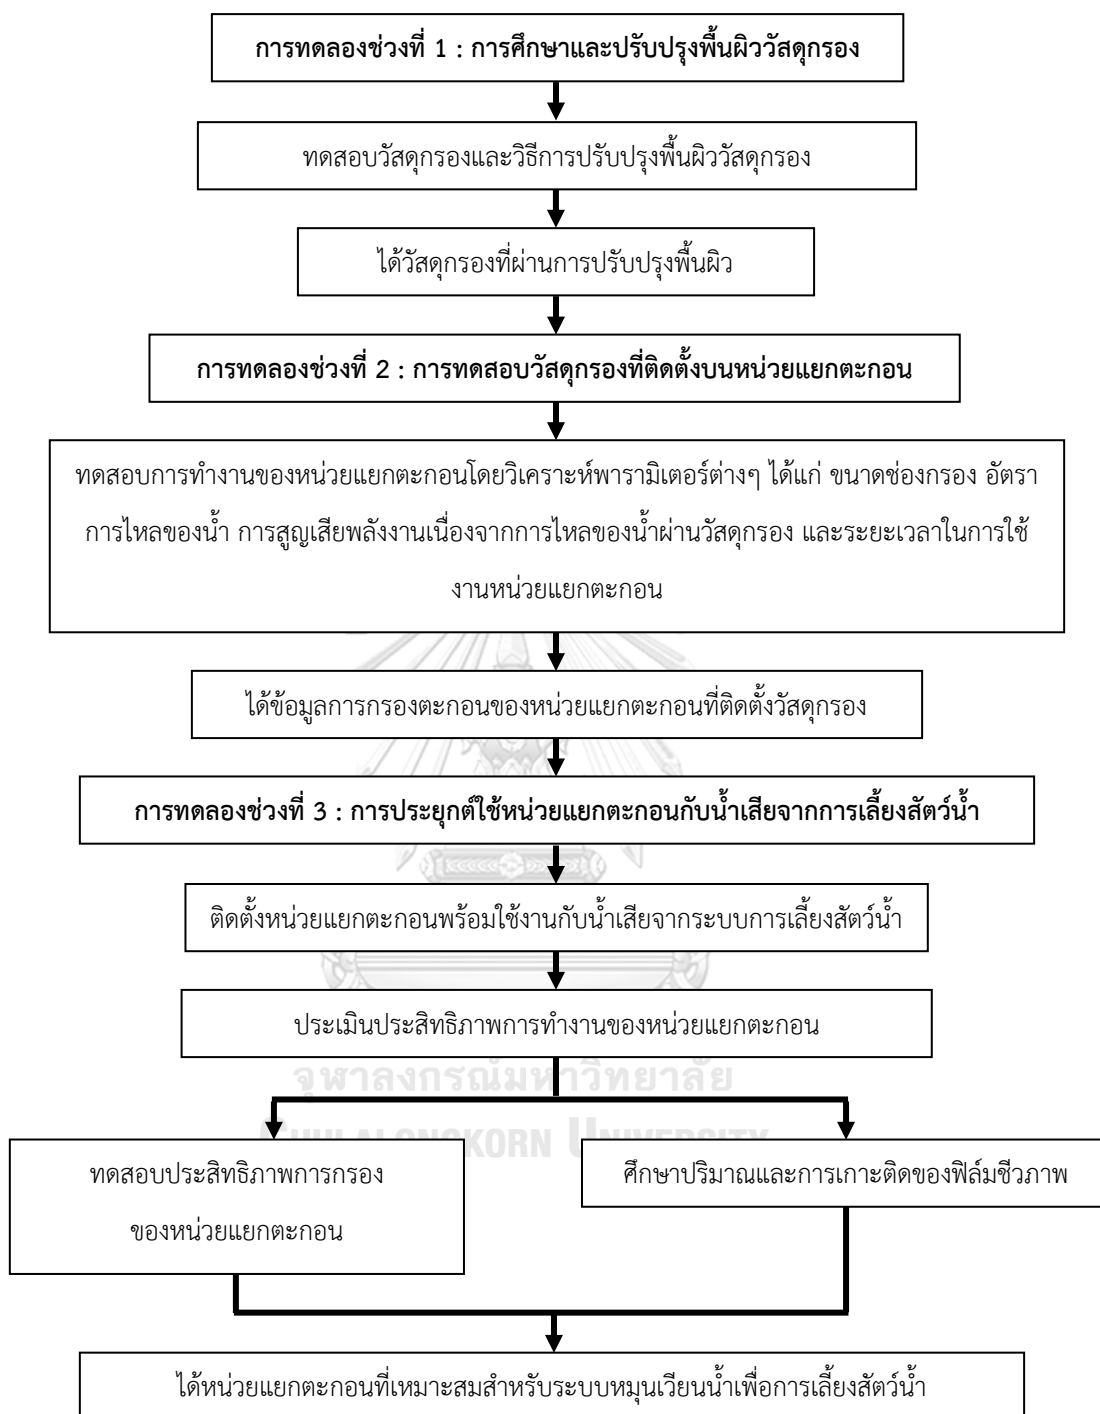 การทดลองช่วงที่ 1 : การศึกษาและปรับปรุงพื้นผิววัสดุกรอง
ทดสอบวัสดุกรองและวิธีการปรับปรุงพื้นผิววัสดุกรอง
ได้วัสดุกรองที่ผ่านการปรับปรุงพื้นผิว
การทดลองช่วงที่ 2 : การทดสอบวัสดุกรองที่ติดตั้งบนหน่วยแยกตะกอน
ทดสอบการทำงานของหน่วยแยกตะกอนโดยวิเคราะห์พารามิเตอร์ต่างๆ ได้แก่ ขนาดช่องกรอง อัตรา
การไหลของน้ำ การสูญเสียพลังงานเนื่องจากการไหลของน้ำผ่านวัสดุกรอง และระยะเวลาในการใช้
งานหน่วยแยกตะกอน
ได้ข้อมูลการกรองตะกอนของหน่วยแยกตะกอนที่ติดตั้งวัสดุกรอง
การทดลองช่วงที่ 3 : การประยุกต์ใช้หน่วยแยกตะกอนกับน้ำเสียจากการเลี้ยงสัตว์น้ำ
ติดตั้งหน่วยแยกตะกอนพร้อมใช้งานกับน้ำเสียจากระบบการเลี้ยงสัตว์น้ำ
ประเมินประสิทธิภาพการทำงานของหน่วยแยกตะกอน
จุฬาลงกรณ์มหาวิทยาลัย
CHULALONGKORN UNIVERSITY
ทดสอบประสิทธิภาพการกรอง
ของหน่วยแยกตะกอน
ศึกษาปริมาณและการเกาะติดของฟิล์มชีวภาพ
ได้หน่วยแยกตะกอนที่เหมาะสมสำหรับระบบหมุนเวียนน้ำเพื่อการเลี้ยงสัตว์น้ำ